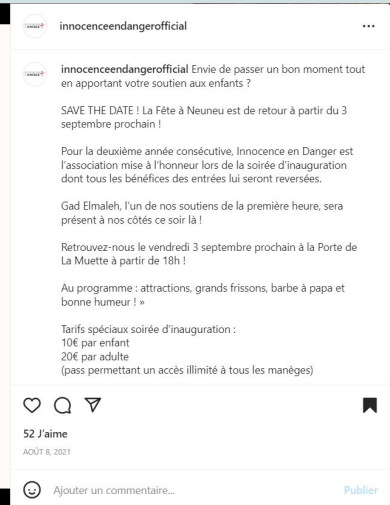 innocenceendangerofficial
innocenceendangerofficial Envie de passer un bon moment tout
en apportant votre soutien aux enfants ?
SAVE THE DATE ! La Fête à Neuneu est de retour à partir du 3
septembre prochain !
Pour la deuxième année consécutive, Innocence en Danger est
l'association mise à l'honneur lors de la soirée d'inauguration
dont tous les bénéfices des entrées lui seront reversées.
Gad Elmaleh, l'un de nos soutiens de la première heure, sera
présent à nos côtés ce soir là !
Retrouvez-nous le vendredi 3 septembre prochain à la Porte de
La Muette à partir de 18h !
Au programme : attractions, grands frissons, barbe à papa et
bonne humeur ! »
Tarifs spéciaux soirée d'inauguration :
10€ par enfant
20€ par adulte
(pass permettant un accès illimité à tous les manèges)
52 J'aime
AOÛT 8, 2021
Ajouter un commentaire...
Publier